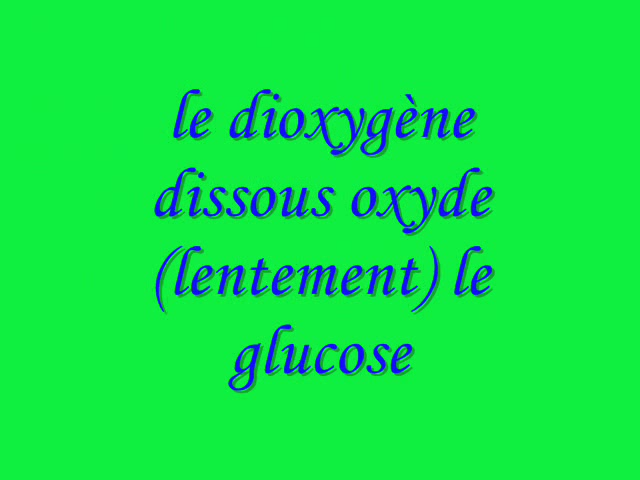 le dioxygène
dissous oxyde
(lentement) le
glucose